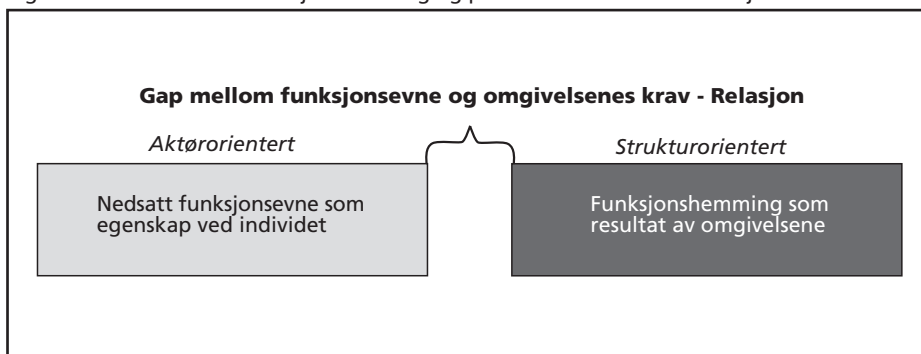 Gap mellom funksjonsevne og omgivelsenes krav - Relasjon
Aktørorientert
Strukturorientert
Nedsatt funksjonsevne som
egenskap ved individet
Funksjonshemming som
resultat av omgivelsene